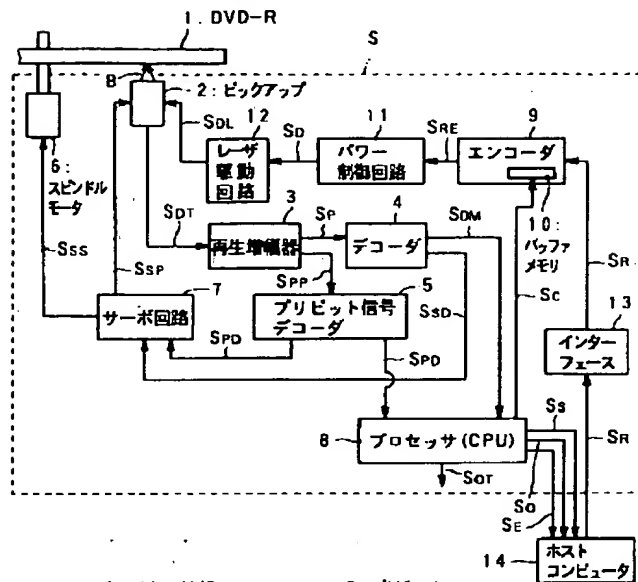 1. DVD-R
S
B
2:ピックアップ
SDL
12
レーザ
駆動
回路
SD
11
パワー
制御回路
SRE
9
エンコーダ
10:
バッファ
メモリ
6:
スピンドル
モータ
SDT
3
再生増幅器
SP
4
デコーダ
SDM
SSS
SSP
SPP
SR
SC
7
サーボ回路
5
プリピット信号
デコーダ
SSD
13
インター
フェース
SPD
SPD
8
プロセッサ(CPU)
SS
SR
SOT
SO
SE
14
ホスト
コンピュータ